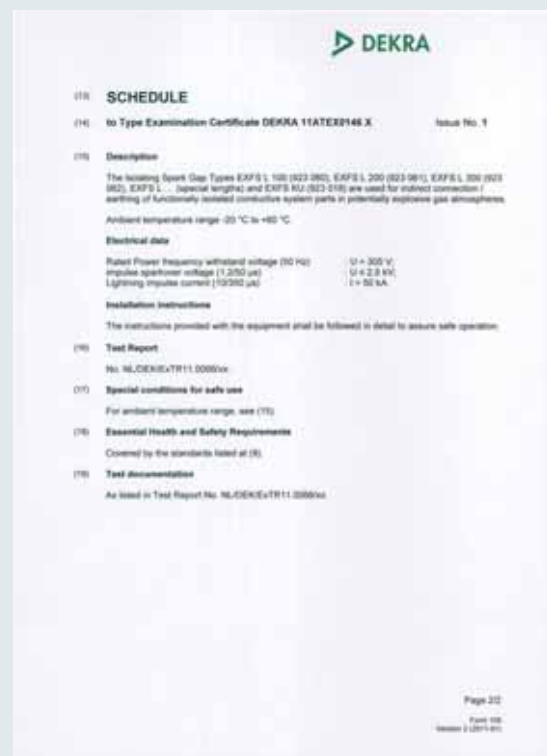 DEKRA
(13) SCHEDULE
(14) to Type Examination Certificate DEKRA 11ATEX0146 X Issue No. 1
(15) Description
The Isolating Spark Gap Types EXFS L 100 (923 060), EXFS L 200 (923 061), EXFS L 300 (923
062), EXFS L ... (special lengths) and EXFS KU (923 019) are used for indirect connection /
earthing of functionally isolated conductive system parts in potentially explosive gas atmospheres.
Ambient temperature range -20 °C to +60 °C.
Electrical data
Rated Power frequency withstand voltage (50 Hz) : U = 300 V;
Impulse sparkover voltage (1,2/50 µs) : U < 2.5 kV;
Lightning impulse current (10/350 µs) : I = 50 kA.
Installation instructions
The instructions provided with the equipment shall be followed in detail to assure safe operation.
(16) Test Report
No. NL/DEK/ExTR11.
(17) Special conditions for safe use
For ambient temperature range, see (15).
(18) Essential Health and Safety Requirements
Covered by the standards listed at (9).
(19) Test documentation
As listed in Test Report No. NL/DEK/ExTR11.
Page 2/2
Form 108
Version 2 (2011-01)